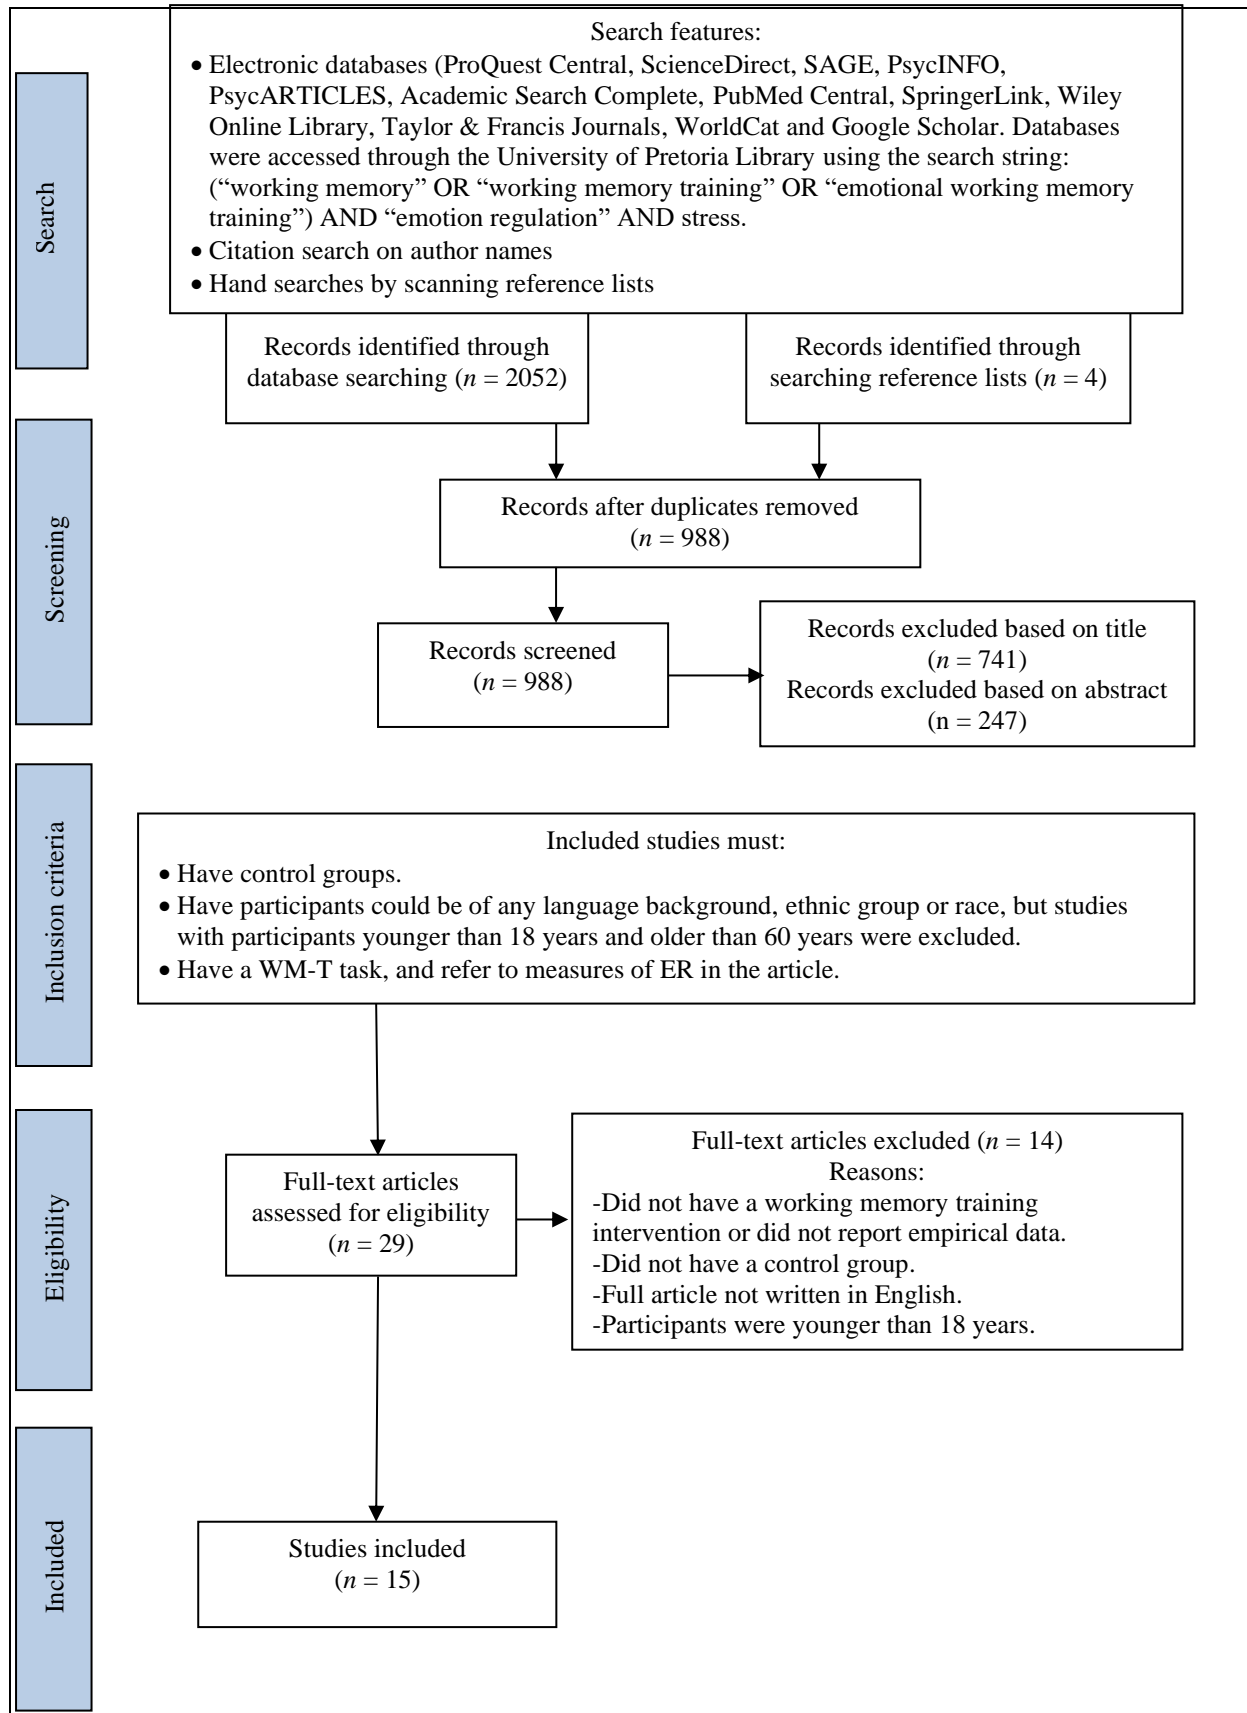 Search features:
• Electronic databases (ProQuest Central, ScienceDirect, SAGE, PsycINFO,
PsycARTICLES, Academic Search Complete, PubMed Central, SpringerLink, Wiley
Online Library, Taylor & Francis Journals, WorldCat and Google Scholar. Databases
were accessed through the University of Pretoria Library using the search string:
(“working memory” OR “working memory training” OR “emotional working memory
training”) AND “emotion regulation” AND stress.
• Citation search on author names
• Hand searches by scanning reference lists
Search
Records identified through
database searching (n = 2052)
Records identified through
searching reference lists (n = 4)
Screening
Records after duplicates removed
(n = 988)
Records screened
(n = 988)
Records excluded based on title
(n = 741)
Records excluded based on abstract
(n = 247)
Inclusion criteria
Included studies must:
• Have control groups.
• Have participants could be of any language background, ethnic group or race, but studies
with participants younger than 18 years and older than 60 years were excluded.
• Have a WM-T task, and refer to measures of ER in the article.
Eligibility
Full-text articles
assessed for eligibility
(n = 29)
Full-text articles excluded (n = 14)
Reasons:
-Did not have a working memory training
intervention or did not report empirical data.
-Did not have a control group.
-Full article not written in English.
-Participants were younger than 18 years.
Included
Studies included
(n = 15)